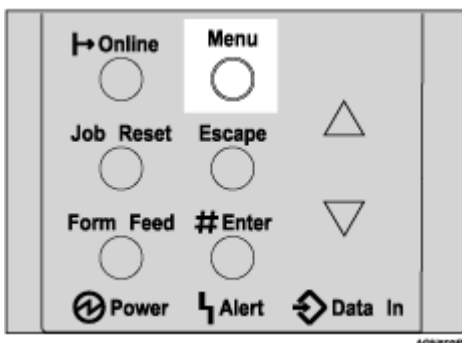 Online Menu
Job Reset Escape
Form Feed # Enter
Power Alert Data In